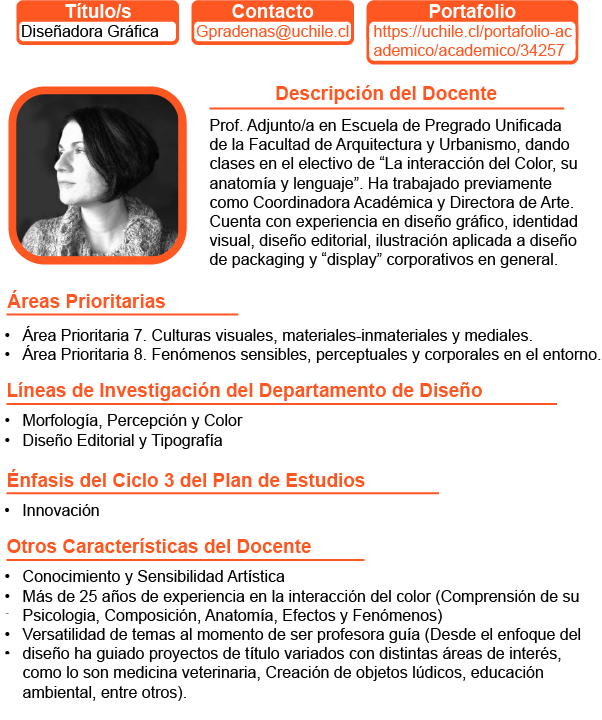 Título/s
Diseñadora Gráfica
Contacto
Gpradenas@uchile.cl
Portafolio
https://uchile.cl/portafolio-ac
ademico/academico/34257
Descripción del Docente
Prof. Adjunto/a en Escuela de Pregrado Unificada
de la Facultad de Arquitectura y Urbanismo, dando
clases en el electivo de “La interacción del Color, su
anatomía y lenguaje”. Ha trabajado previamente
como Coordinadora Académica y Directora de Arte.
Cuenta con experiencia en diseño gráfico, identidad
visual, diseño editorial, ilustración aplicada a diseño
de packaging y “display” corporativos en general.
Áreas Prioritarias
• Área Prioritaria 7. Culturas visuales, materiales-inmateriales y mediales.
• Área Prioritaria 8. Fenómenos sensibles, perceptuales y corporales en el entorno.
Líneas de Investigación del Departamento de Diseño
• Morfología, Percepción y Color
• Diseño Editorial y Tipografía
Énfasis del Ciclo 3 del Plan de Estudios
• Innovación
Otros Características del Docente
• Conocimiento y Sensibilidad Artística
• Más de 25 años de experiencia en la interacción del color (Comprensión de su
- Psicologia, Composición, Anatomía, Efectos y Fenómenos)
• Versatilidad de temas al momento de ser profesora guía (Desde el enfoque del
• diseño ha guiado proyectos de título variados con distintas áreas de interés,
como lo son medicina veterinaria, Creación de objetos lúdicos, educación
ambiental, entre otros).